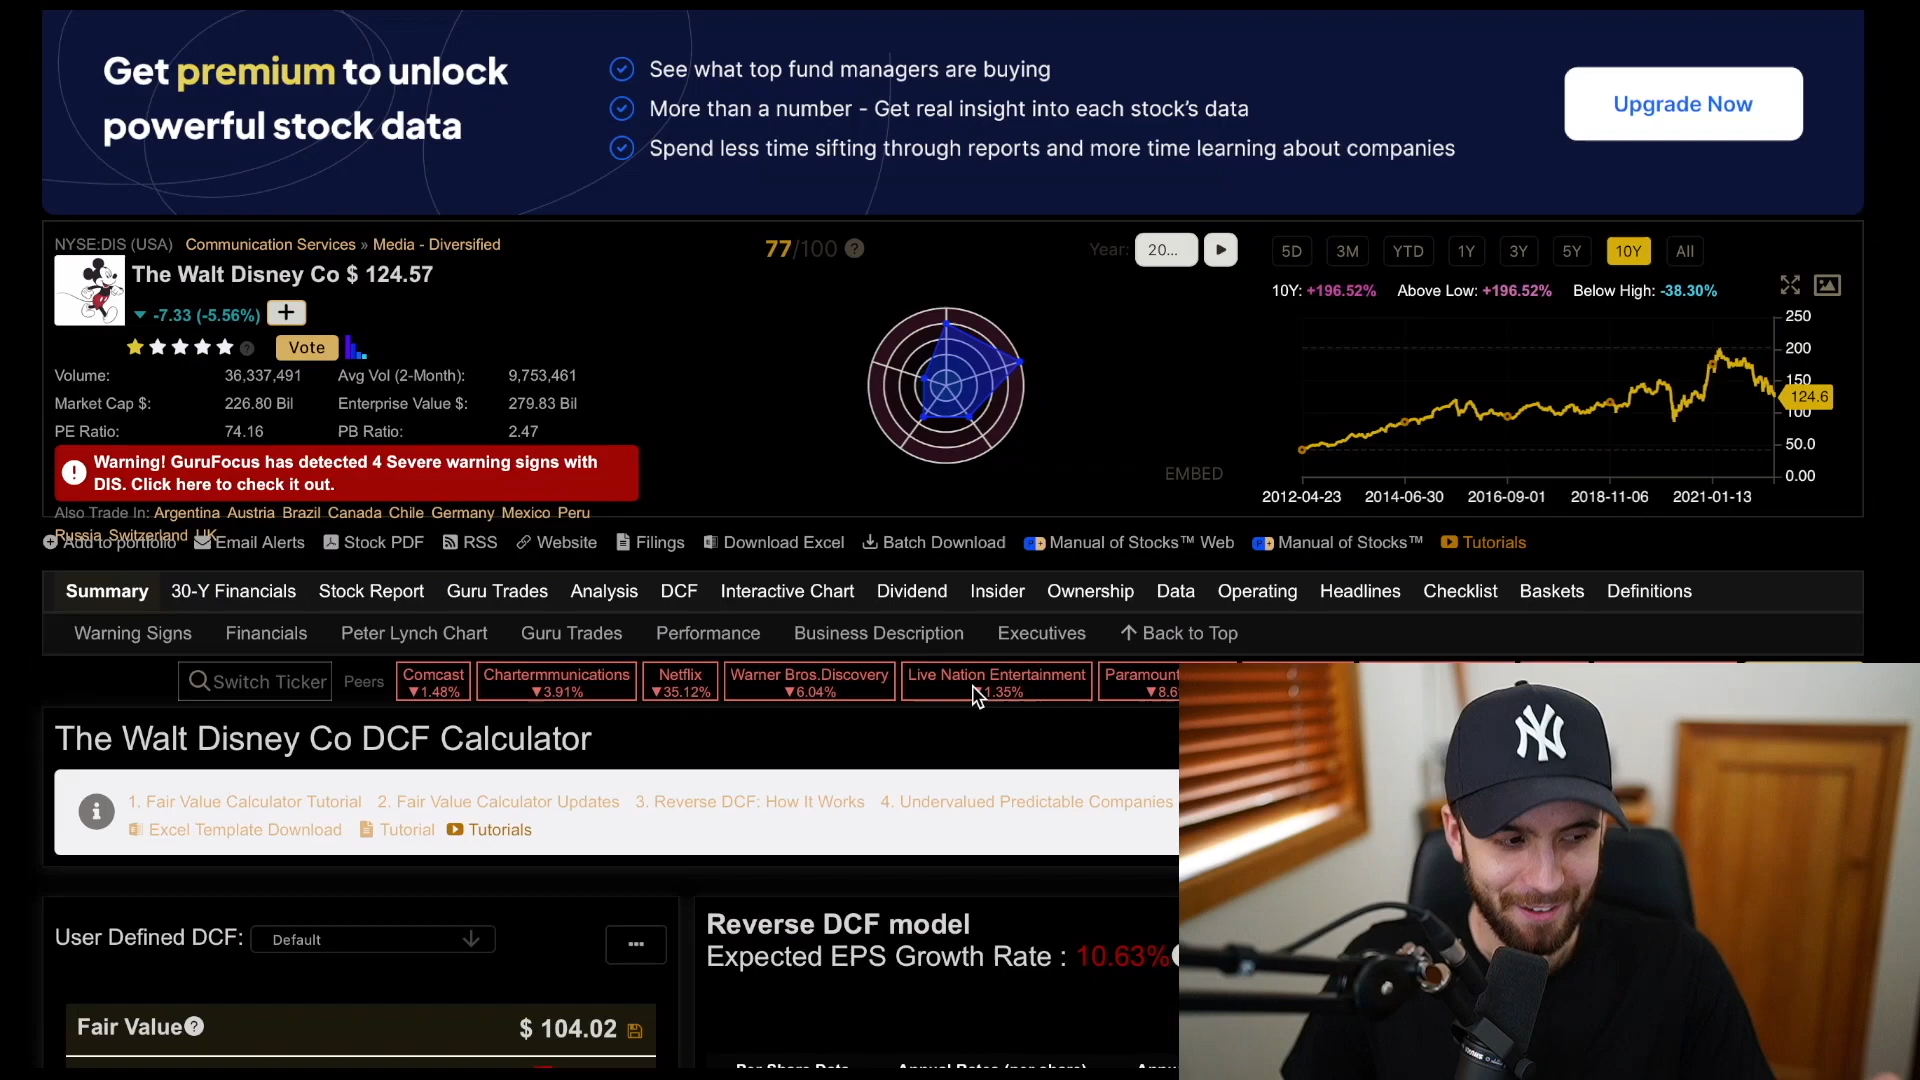 Get premium to unlock
powerful stock data
See what top fund managers are buying
More than a number - Get real insight into each stock's data
Spend less time sifting through reports and more time learning about companies
Upgrade Now
NYSE:DIS (USA) Communication Services » Media - Diversified
The Walt Disney Co $ 124.57
-7.33 (-5.56%) +
Vote
Volume: 36,337,491 Avg Vol (2-Month): 9,753,461
Market Cap $: 226.80 Bil Enterprise Value $: 279.83 Bil
PE Ratio: 74.16 PB Ratio: 2.47
Warning! GuruFocus has detected 4 Severe warning signs with
DIS. Click here to check it out.
Also Trade In: Argentina Austria Brazil Canada Chile Germany Mexico Peru
Russia Switzerland UK
77/100
Year: 20...
EMBED
5D 3M YTD 1Y 3Y 5Y 10Y All
10Y: +196.52% Above Low: +196.52% Below High: -38.30%
250
200
150
124.6
100
50.0
0.00
2012-04-23 2014-06-30 2016-09-01 2018-11-06 2021-01-13
Add to portfolio Email Alerts Stock PDF RSS Website Filings Download Excel Batch Download Manual of Stocks™ Web Manual of Stocks™ Tutorials
Summary 30-Y Financials Stock Report Guru Trades Analysis DCF Interactive Chart Dividend Insider Ownership Data Operating Headlines Checklist Baskets Definitions
Warning Signs Financials Peter Lynch Chart Guru Trades Performance Business Description Executives Back to Top
Switch Ticker Peers
Comcast
▼1.48%
Chartermmunications
▼3.91%
Netflix
▼35.12%
Warner Bros.Discovery
▼6.04%
Live Nation Entertainment
1.35%
Paramount
▼8.6
The Walt Disney Co DCF Calculator
1. Fair Value Calculator Tutorial 2. Fair Value Calculator Updates 3. Reverse DCF: How It Works 4. Undervalued Predictable Companies
Excel Template Download Tutorial Tutorials
User Defined DCF: Default
Fair Value $ 104.02
Reverse DCF model
Expected EPS Growth Rate : 10.63%
Per Share Data Annual Rates (per share)
NY